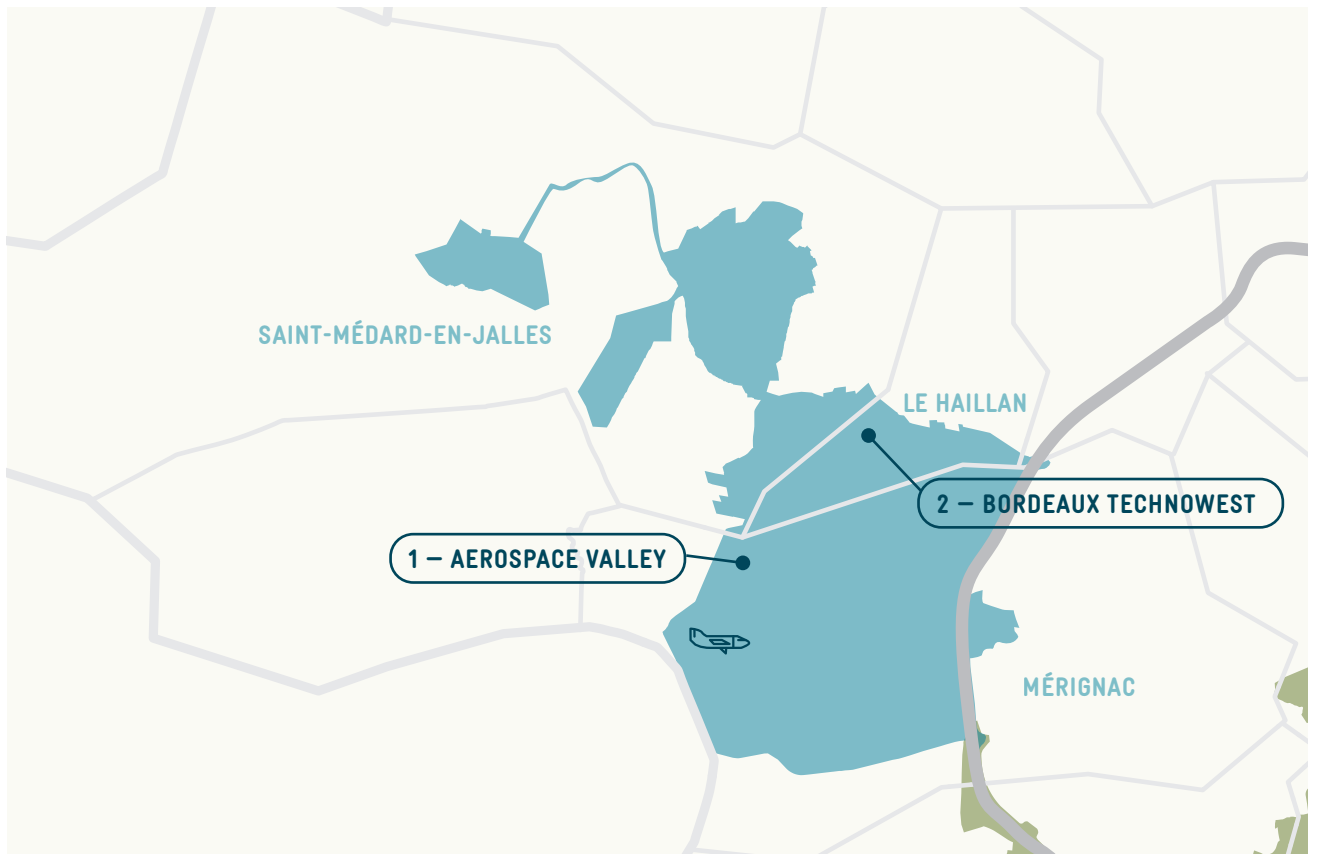 SAINT-MÉDARD-EN-JALLES
LE HAILLAN
2 — BORDEAUX TECHNOWEST
1 — AEROSPACE VALLEY
MÉRIGNAC